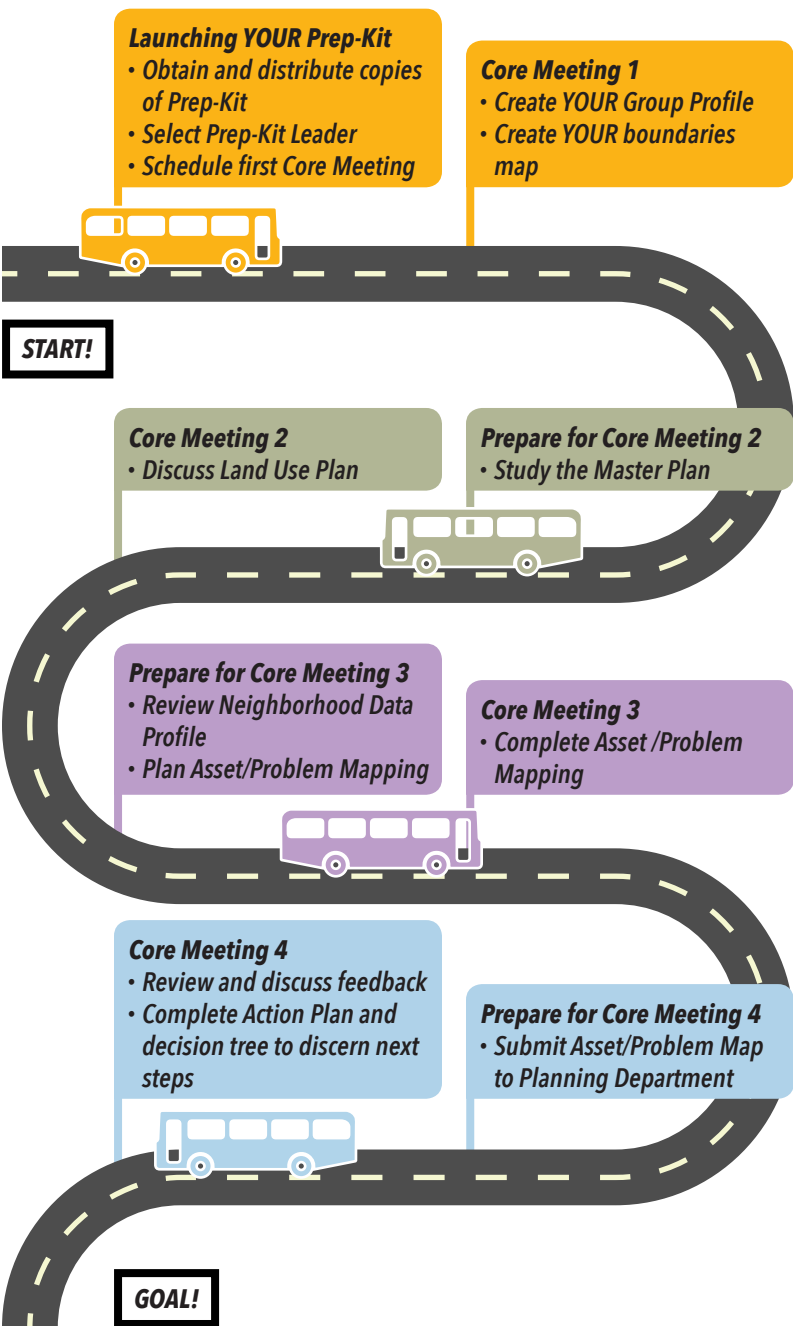 Launching YOUR Prep-Kit
• Obtain and distribute copies
of Prep-Kit
• Select Prep-Kit Leader
• Schedule first Core Meeting
Core Meeting 1
• Create YOUR Group Profile
• Create YOUR boundaries
map
START!
Core Meeting 2
• Discuss Land Use Plan
Prepare for Core Meeting 2
• Study the Master Plan
Prepare for Core Meeting 3
• Review Neighborhood Data
Profile
• Plan Asset/Problem Mapping
Core Meeting 3
• Complete Asset /Problem
Mapping
Core Meeting 4
• Review and discuss feedback
• Complete Action Plan and
decision tree to discern next
steps
Prepare for Core Meeting 4
• Submit Asset/Problem Map
to Planning Department
GOAL!